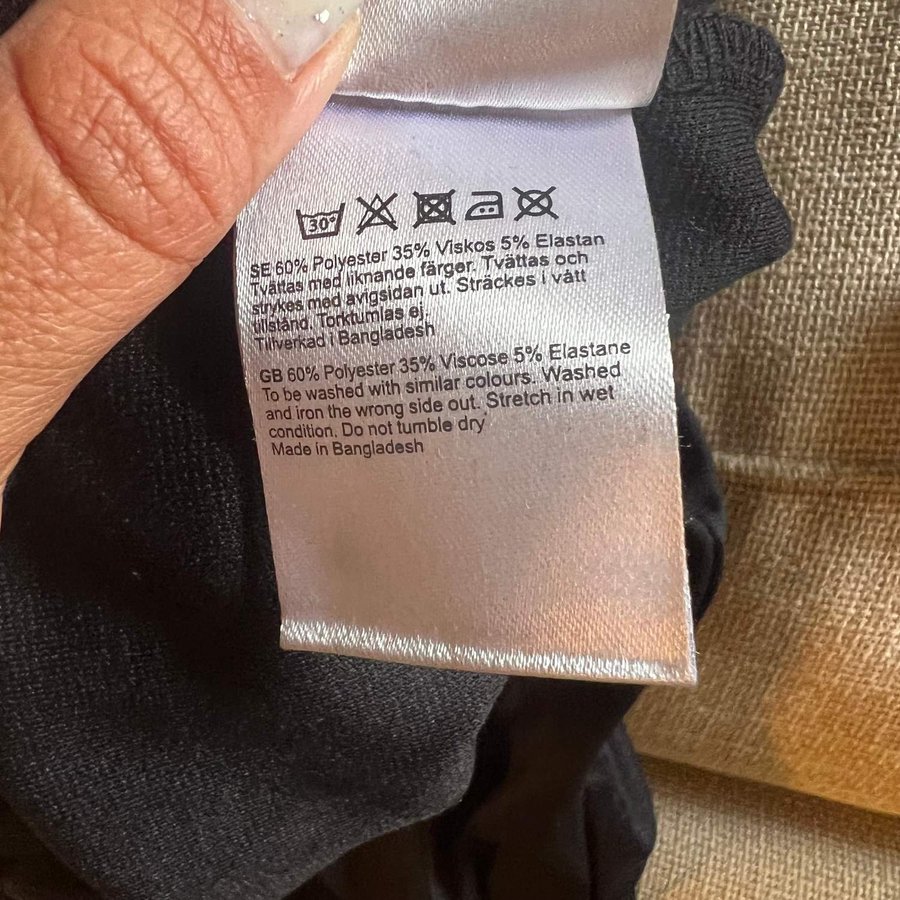 30°
SE 60% Polyester 35% Viskos 5% Elastan
Tvättas med liknande färger. Tvättas och
strykes med avigsidan ut. Sträckes i vått
tillstånd. Torktumlas ej.
Tillverkad i Bangladesh
GB 60% Polyester 35% Viscose 5% Elastane
To be washed with similar colours. Washed
and iron the wrong side out. Stretch in wet
condition. Do not tumble dry
Made in Bangladesh